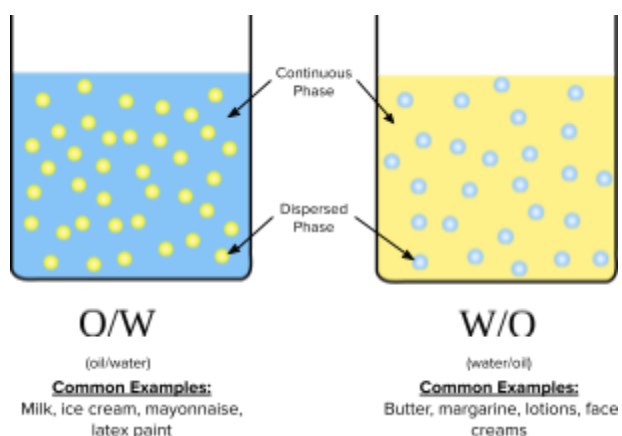 Continuous
Phase
Dispersed
Phase
O/W
(oil/water)
Common Examples:
Milk, ice cream, mayonnaise,
latex paint
W/O
(water/oil)
Common Examples:
Butter, margarine, lotions, face
creams